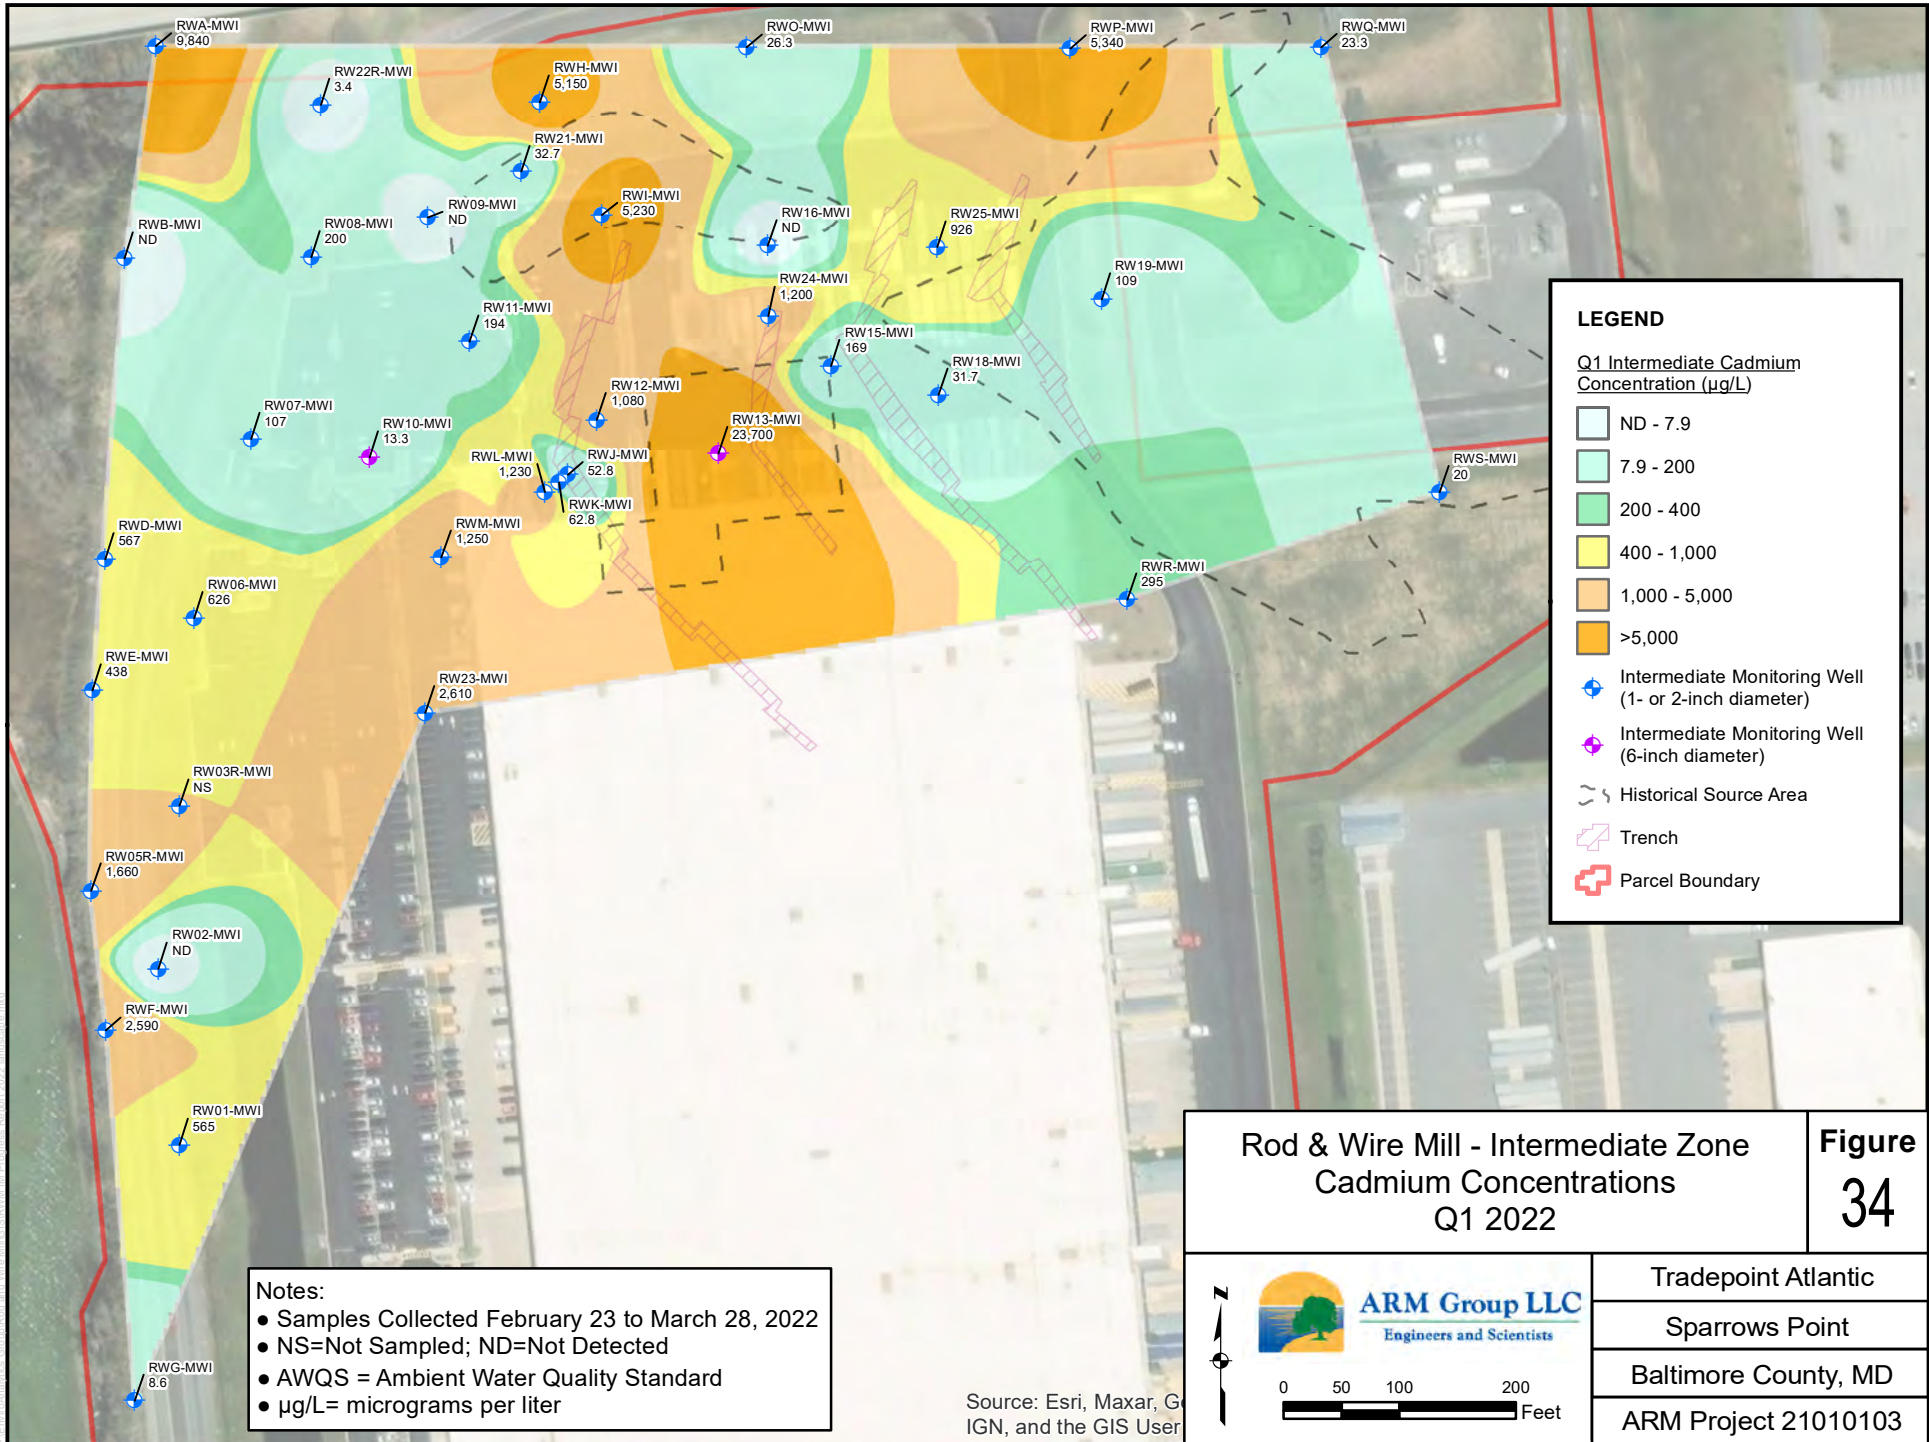 RWA-MWI
9,840
RWO-MWI
26.3
RWP-MWI
5,340
RWQ-MWI
23.3
RW22R-MWI
3.4
RWH-MWI
5,150
RW21-MWI
32.7
RW09-MWI
ND
RWI-MWI
5,230
RWB-MWI
ND
RW08-MWI
200
RW16-MWI
ND
RW25-MWI
926
RW19-MWI
109
RW24-MWI
1,200
RW11-MWI
194
RW15-MWI
169
RW18-MWI
31.7
RW12-MWI
1,080
RW07-MWI
107
RW10-MWI
13.3
RW13-MWI
23,700
RWL-MWI
1,230
RWJ-MWI
52.8
RWK-MWI
62.8
RWS-MWI
20
RWD-MWI
567
RWM-MWI
1,250
RWR-MWI
295
RW06-MWI
626
RWE-MWI
438
RW23-MWI
2,610
RW03R-MWI
NS
RW05R-MWI
1,660
RW02-MWI
ND
RWF-MWI
2,590
RW01-MWI
565
RWG-MWI
8.6
LEGEND
Q1 Intermediate Cadmium
Concentration (µg/L)
ND - 7.9
7.9 - 200
200 - 400
400 - 1,000
1,000 - 5,000
>5,000
Intermediate Monitoring Well
(1- or 2-inch diameter)
Intermediate Monitoring Well
(6-inch diameter)
Historical Source Area
Trench
Parcel Boundary
Notes:
● Samples Collected February 23 to March 28, 2022
● NS=Not Sampled; ND=Not Detected
● AWQS = Ambient Water Quality Standard
● µg/L= micrograms per liter
Source: Esri, Maxar,
IGN, and the GIS User
Rod & Wire Mill - Intermediate Zone
Cadmium Concentrations
Q1 2022
Figure
34
Z
ARM Group LLC
Engineers and Scientists
0 50 100 200
Feet
Tradepoint Atlantic
Sparrows Point
Baltimore County, MD
ARM Project 21010103